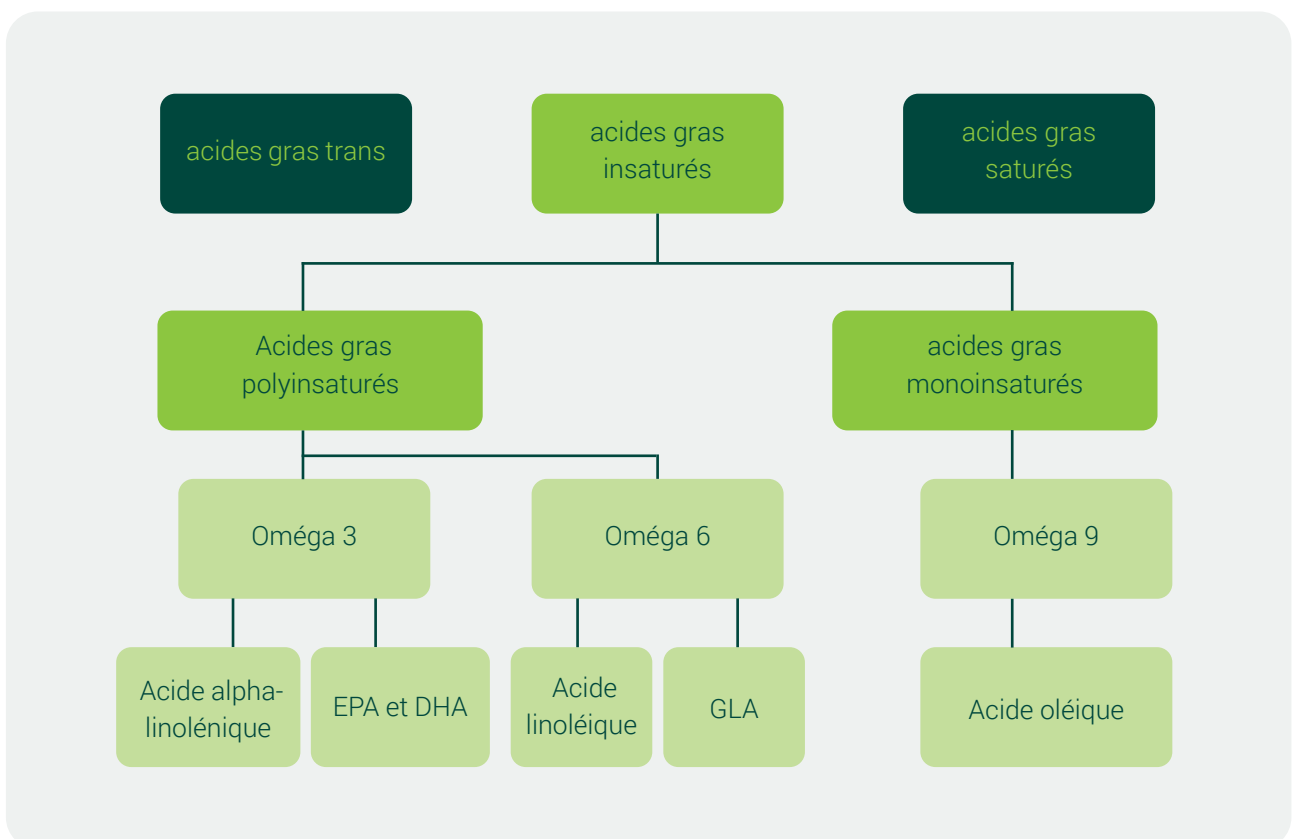 acides gras trans
acides gras
insaturés
acides gras
saturés
Acides gras
polyinsaturés
acides gras
monoinsaturés
Oméga 3
Oméga 6
Oméga 9
Acide alpha-
linolénique
EPA et DHA
Acide
linoléique
GLA
Acide oléique